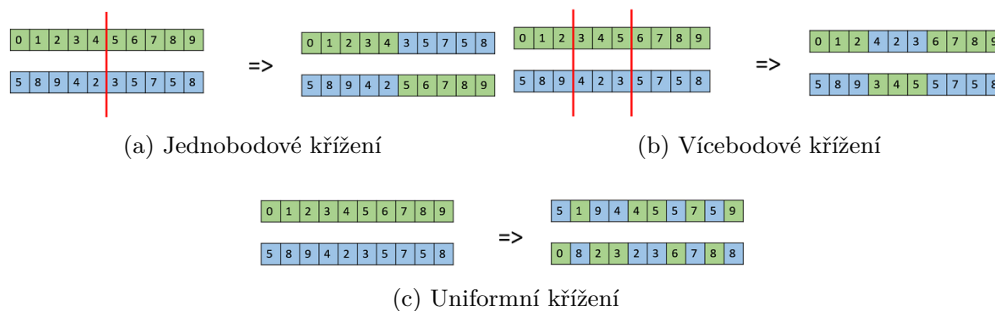 0 1 2 3 4 5 6 7 8 9
5 8 9 4 2 3 5 7 5 8
=>
0 1 2 3 4 3 5 7 5 8
5 8 9 4 2 5 6 7 8 9
(a) Jednobodové křížení
0 1 2 3 4 5 6 7 8 9
5 8 9 4 2 3 5 7 5 8
=>
0 1 2 4 2 3 6 7 8 9
5 8 9 3 4 5 5 7 5 8
(b) Vícebodové křížení
0 1 2 3 4 5 6 7 8 9
5 8 9 4 2 3 5 7 5 8
=>
5 1 9 4 4 5 5 7 5 9
0 8 2 3 2 3 6 7 8 8
(c) Uniformní křížení